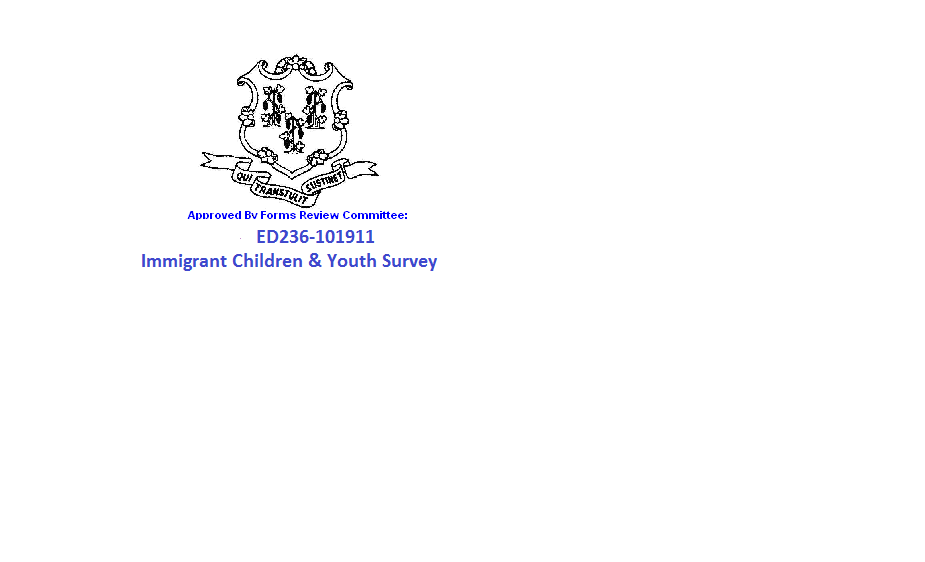 QUI TRANSTULIT SUSTINET
Approved By Forms Review Committee:
ED236-101911
Immigrant Children & Youth Survey